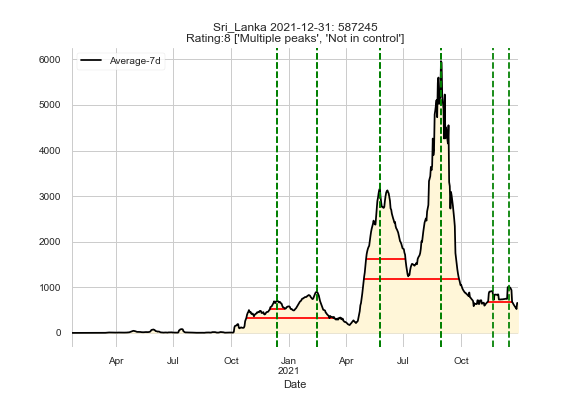 Sri_Lanka 2021-12-31: 587245
Rating:8 ['Multiple peaks', 'Not in control']
Average-7d
6000
5000
4000
3000
2000
1000
0
Apr Jul Oct Jan Apr Jul Oct
2021
Date